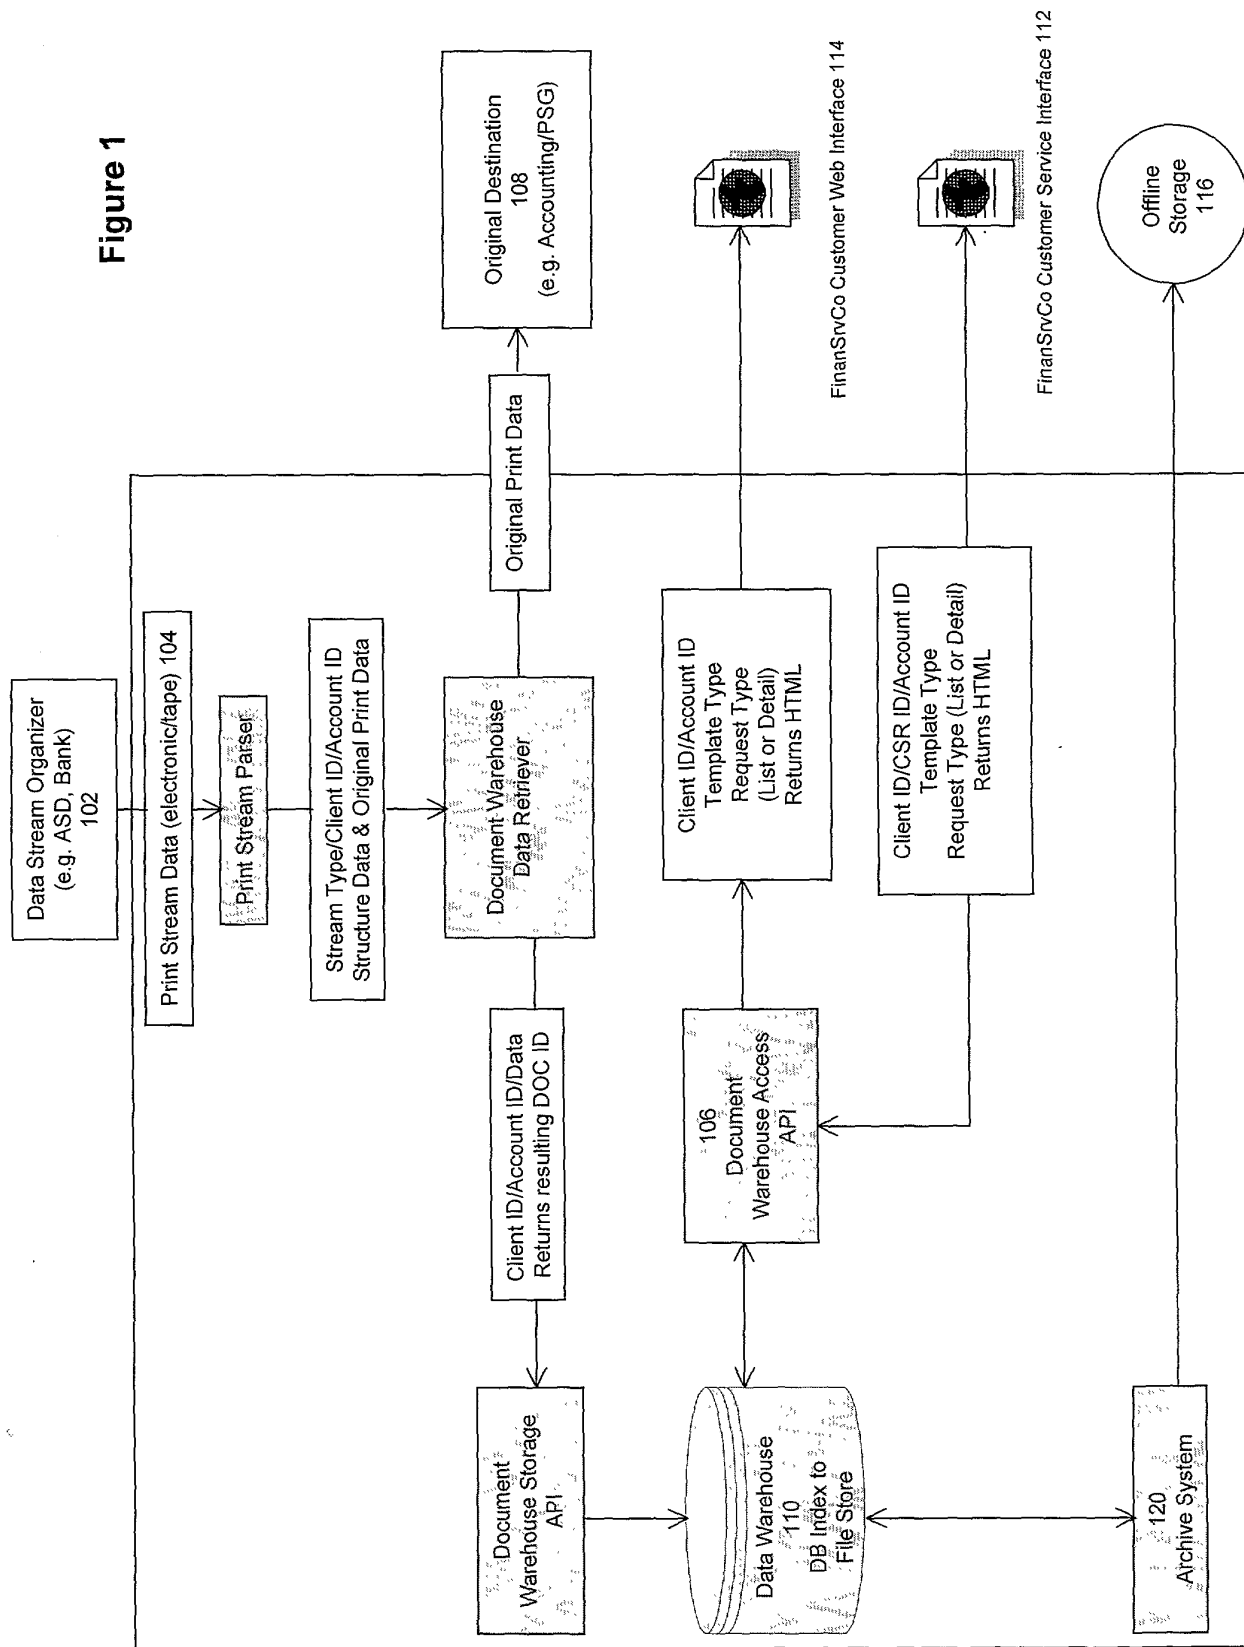 Figure 1
Data Stream Organizer
(e.g. ASD, Bank)
102
Print Stream Data (electronic/tape) 104
Print Stream Parser
Stream Type/Client ID/Account ID
Structure Data & Original Print Data
Document Warehouse
Data Retriever
Original Print Data
Original Destination
108
(e.g. Accounting/PSG)
Client ID/Account ID/Data
Returns resulting DOC ID
Document
Warehouse Storage
API
Data Warehouse
110
DB Index to
File Store
106
Document
Warehouse Access
API
Client ID/Account ID
Template Type
Request Type
(List or Detail)
Returns HTML
FinanSrvCo Customer Web Interface 114
Client ID/CSR ID/Account ID
Template Type
Request Type (List or Detail)
Returns HTML
FinanSrvCo Customer Service Interface 112
120
Archive System
Offline
Storage
116